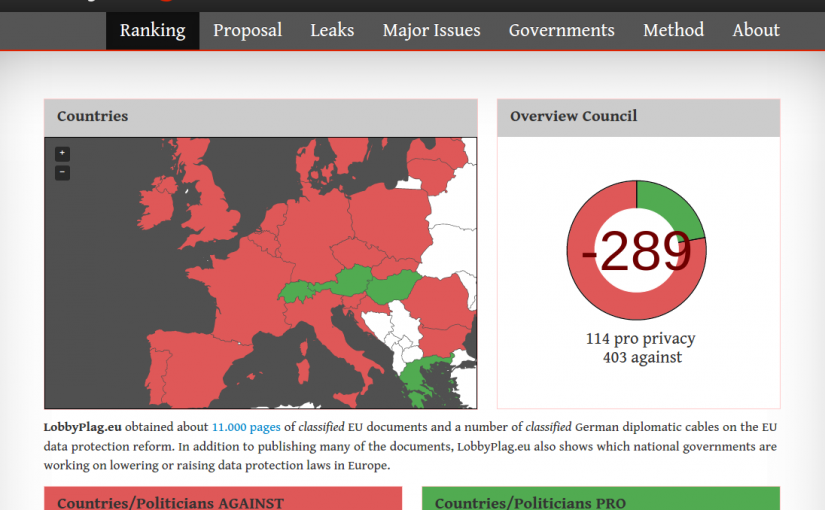 Ranking Proposal Leaks Major Issues Governments Method About
Countries
+
−
Overview Council
-289
114 pro privacy
403 against
LobbyPlag.eu obtained about 11.000 pages of classified EU documents and a number of classified German diplomatic cables on the EU
data protection reform. In addition to publishing many of the documents, LobbyPlag.eu also shows which national governments are
working on lowering or raising data protection laws in Europe.
Countries/Politicians AGAINST
Countries/Politicians PRO